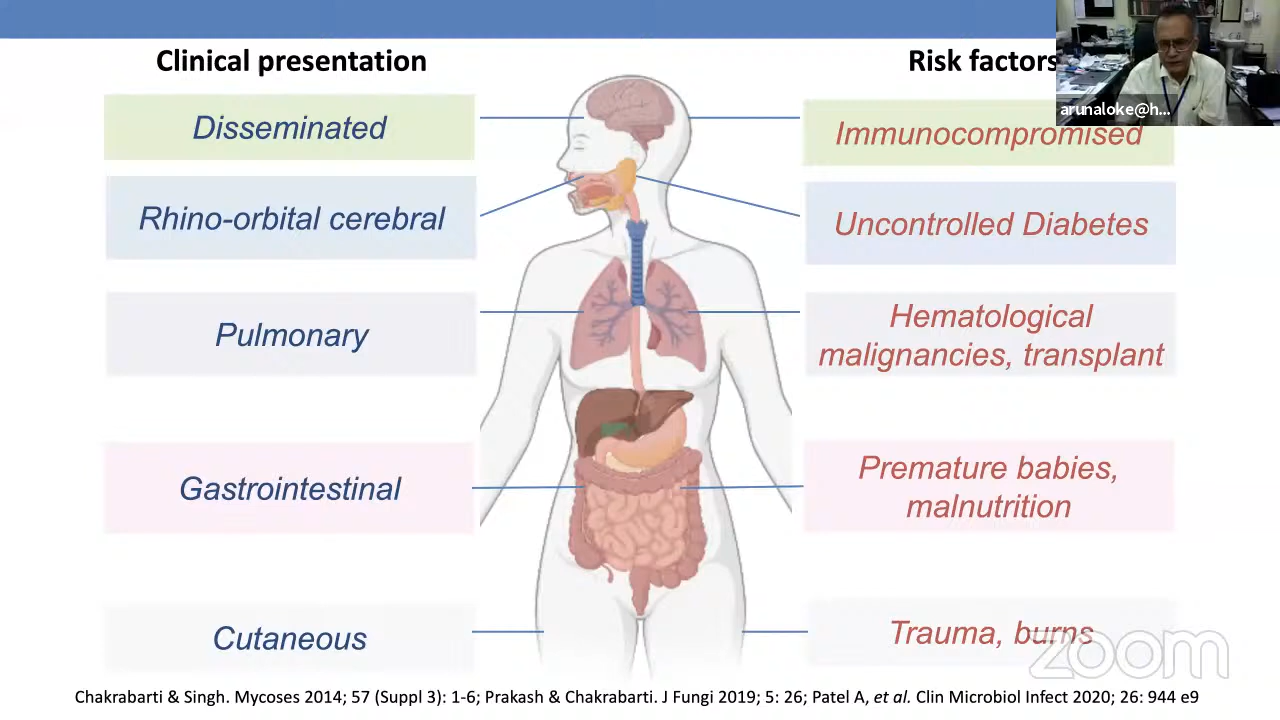 Clinical presentation
Risk factors
arunaloke@h...
Disseminated
Immunocompromised
Rhino-orbital cerebral
Uncontrolled Diabetes
Pulmonary
Hematological
malignancies, transplant
Gastrointestinal
Premature babies,
malnutrition
Cutaneous
Trauma, burns
zoom
Chakrabarti & Singh. Mycoses 2014; 57 (Suppl 3): 1-6; Prakash & Chakrabarti. J Fungi 2019; 5: 26; Patel A, et al. Clin Microbiol Infect 2020; 26: 944 e9